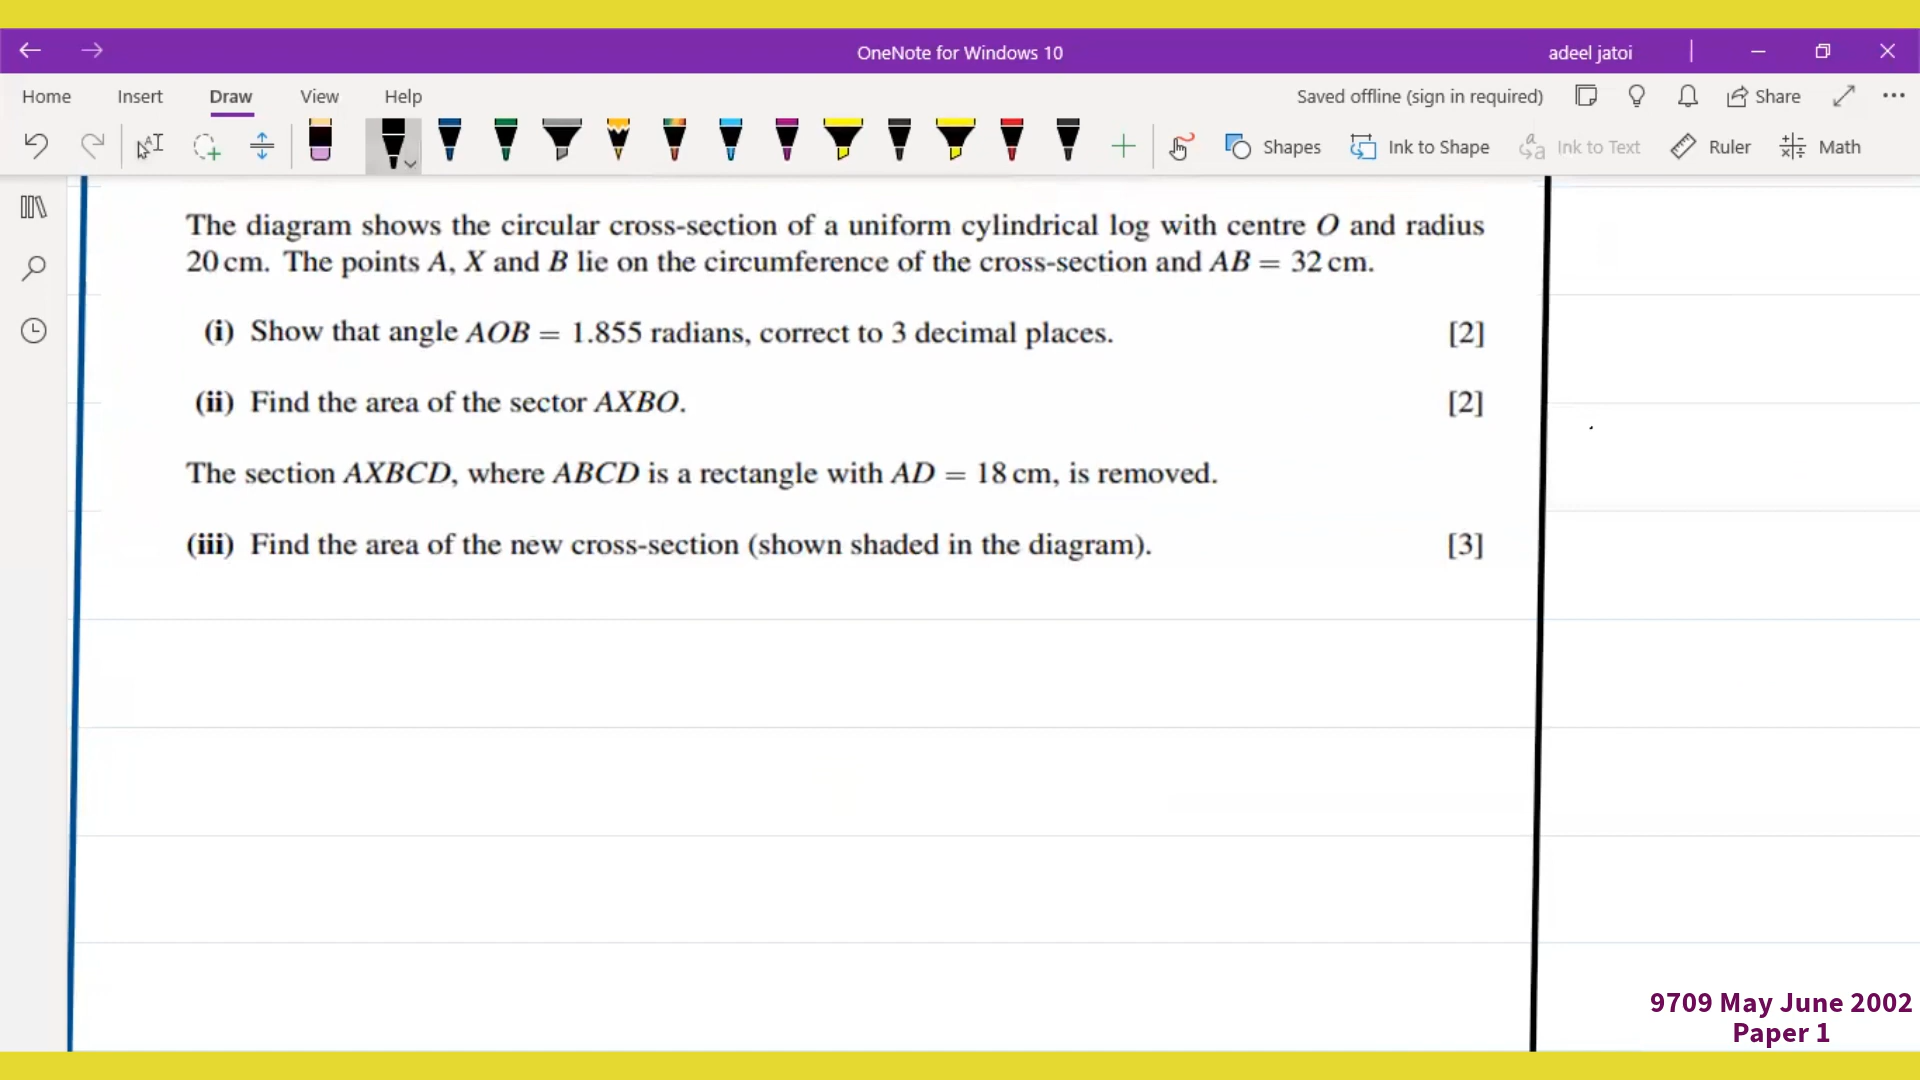 OneNote for Windows 10
adeel jatoi
Home Insert Draw View Help
Saved offline (sign in required)
Share
Shapes Ink to Shape Ink to Text Ruler Math
The diagram shows the circular cross-section of a uniform cylindrical log with centre O and radius
20 cm. The points A, X and B lie on the circumference of the cross-section and AB = 32 cm.
(i) Show that angle AOB = 1.855 radians, correct to 3 decimal places. [2]
(ii) Find the area of the sector AXBO. [2]
The section AXBCD, where ABCD is a rectangle with AD = 18 cm, is removed.
(iii) Find the area of the new cross-section (shown shaded in the diagram). [3]
9709 May June 2002
Paper 1